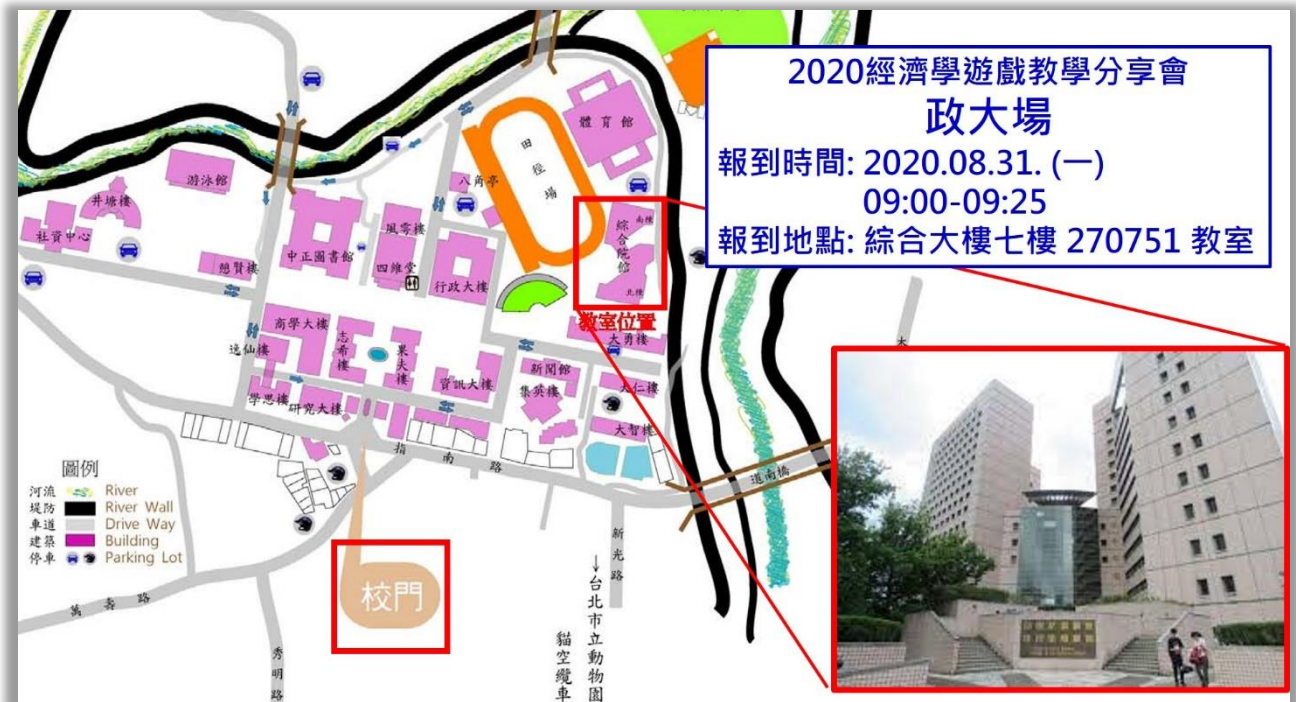 2020經濟學遊戲教學分享會
政大場
報到時間: 2020.08.31. (一)
09:00-09:25
報到地點: 綜合大樓七樓 270751 教室
體育館
田徑場
八角亭
游泳館
井塘樓
社資中心
憩賢樓
中正圖書館
風雩樓
四維堂
行政大樓
綜合院館
南棟
北棟
教室位置
大勇樓
商學大樓
志希樓
果夫樓
逸仙樓
資訊大樓
新聞館
集英樓
大仁樓
學思樓
研究大樓
大智樓
指南路
道南橋
圖例
河流 River
堤防 River Wall
車道 Drive Way
建築 Building
停車 Parking Lot
校門
萬壽路
秀明路
新光路
↓台北市立動物園
貓空纜車